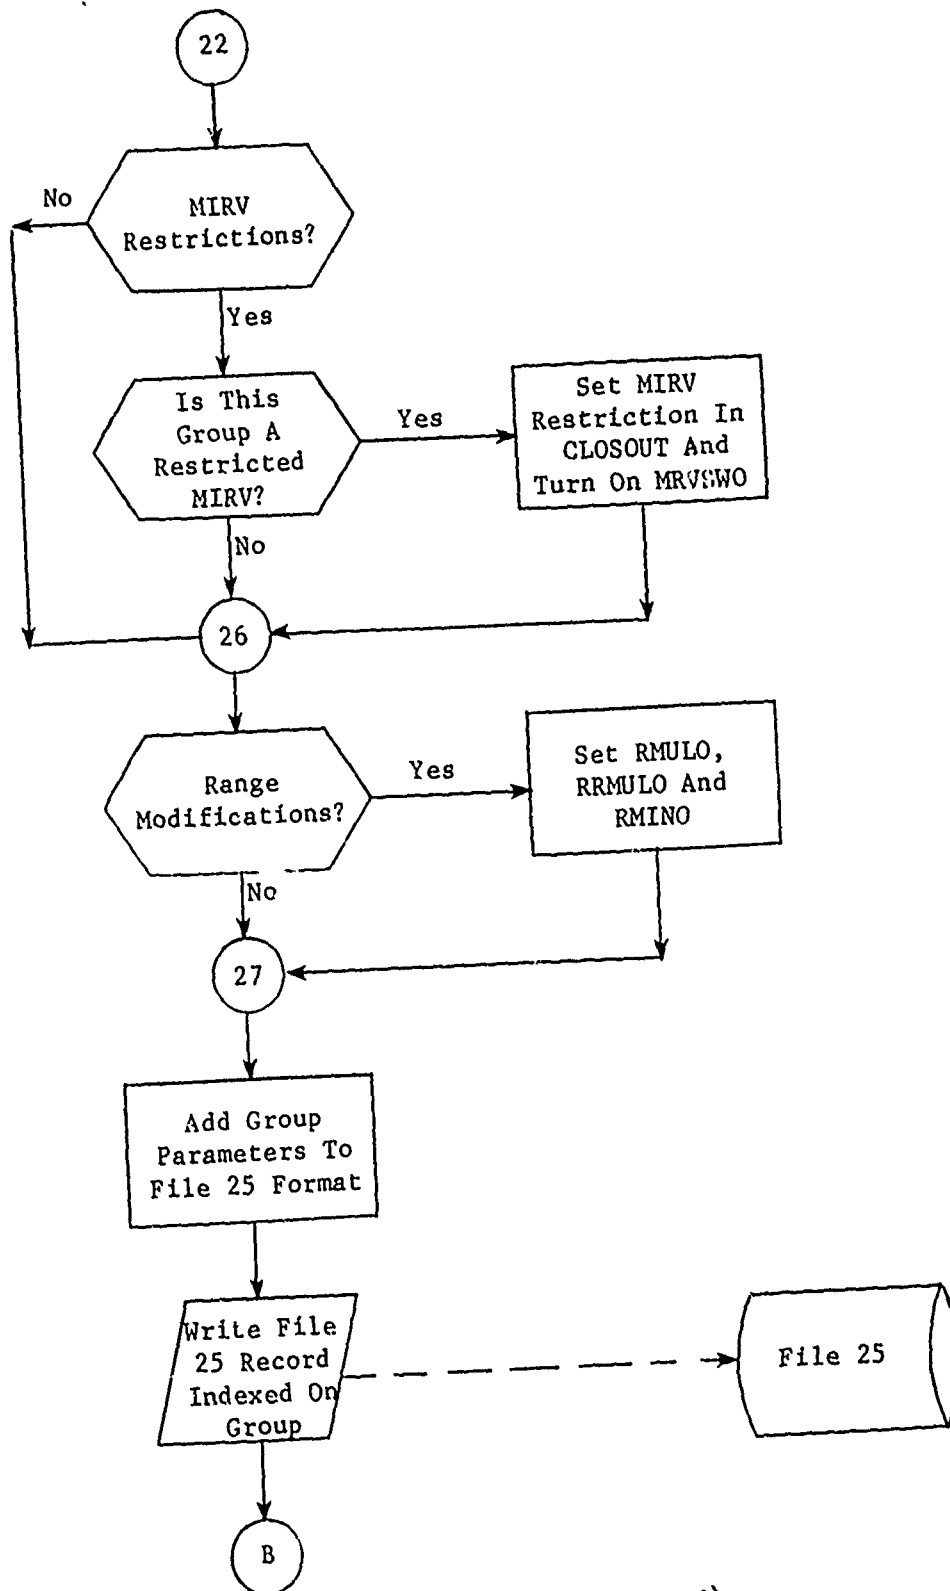 22
No
MIRV
Restrictions?
Yes
Is This
Group A
Restricted
MIRV?
Yes
Set MIRV
Restriction In
CLOSOUT And
Turn On MRVSWO
No
26
Range
Modifications?
Yes
Set RMULO,
RRMULO And
RMINO
No
27
Add Group
Parameters To
File 25 Format
Write File
25 Record
Indexed On
Group
File 25
B